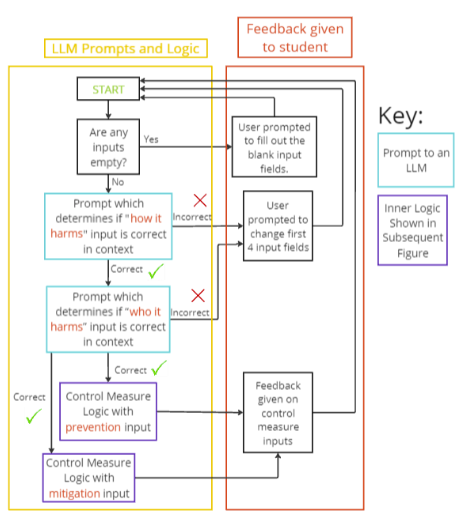 LLM Prompts and Logic
Feedback given
to student
START
Are any
inputs
empty?
Yes
No
User prompted
to fill out the
blank input
fields.
Key:
Prompt to an
LLM
Inner Logic
Shown in
Subsequent
Figure
Prompt which
determines if "how it
harms" input is correct
in context
Incorrect
User
prompted to
change first
4 input fields
Correct
Prompt which
determines if "who it
harms" input is correct
in context
Incorrect
Correct
Correct
Control Measure
Logic with
prevention input
Feedback
given on
control
measure
inputs
Control Measure
Logic with
mitigation input